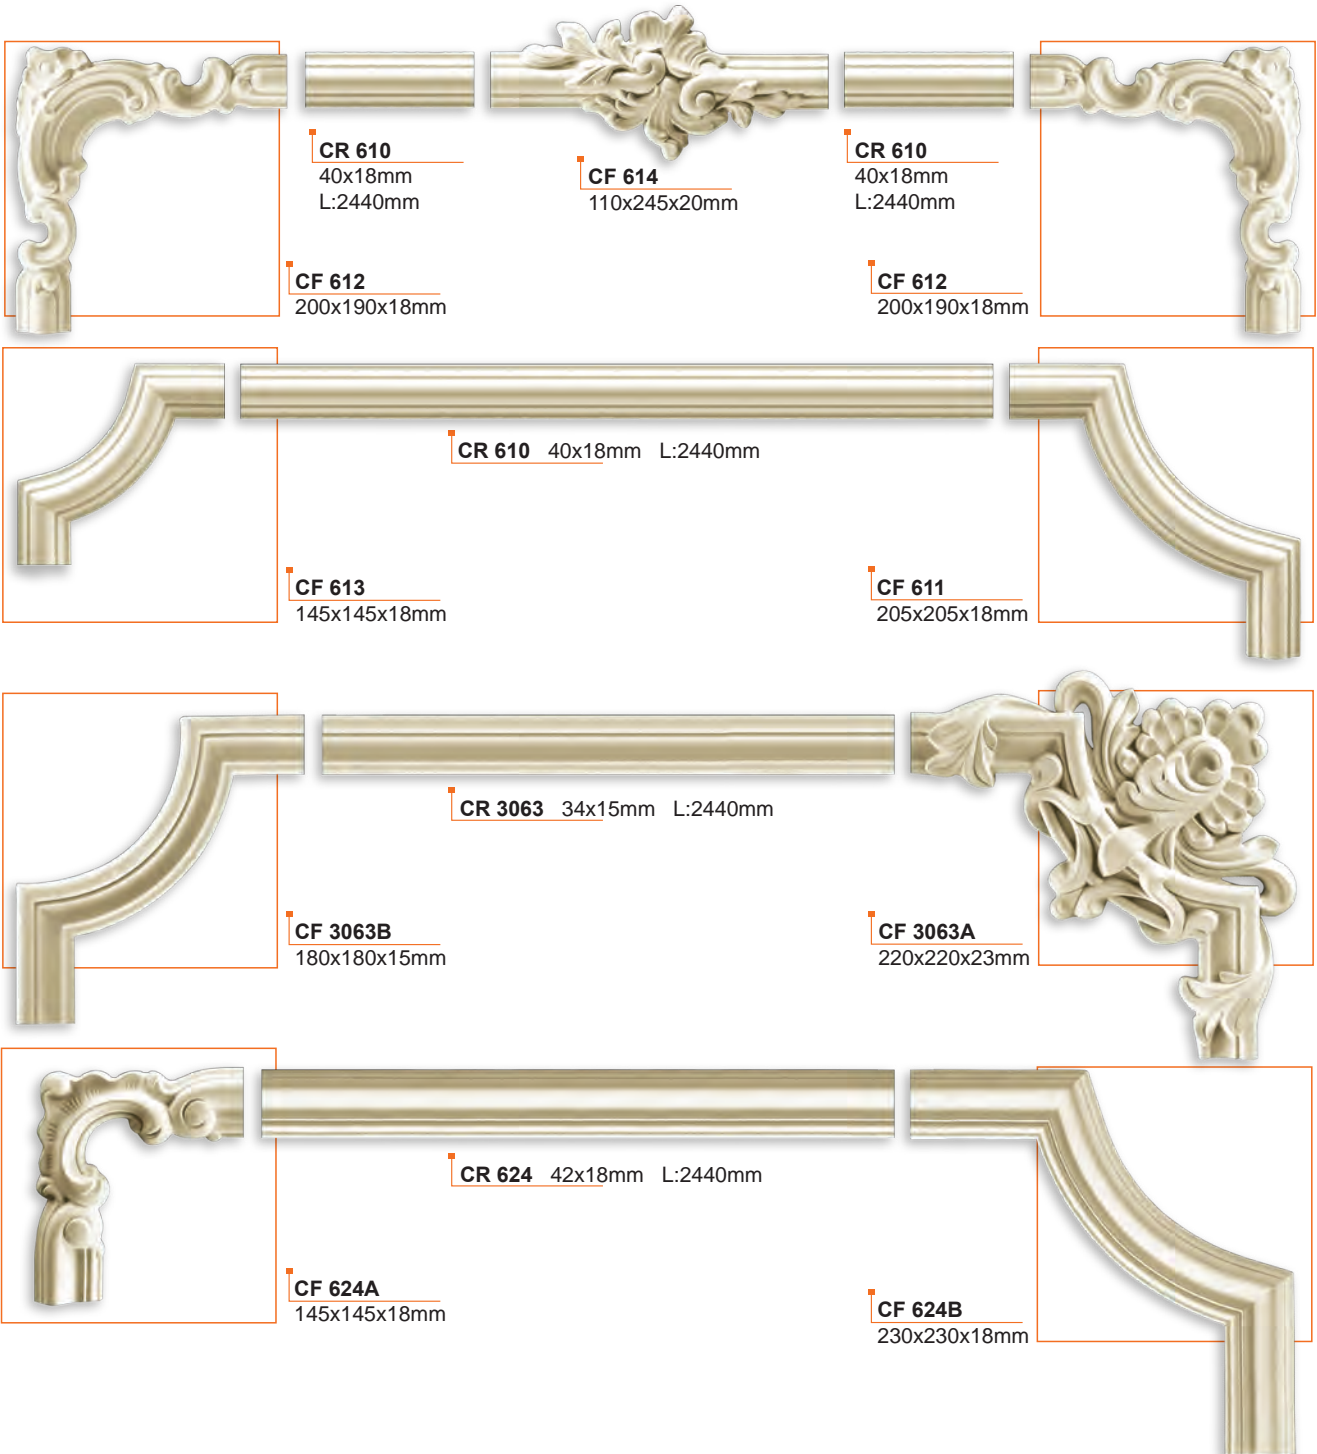 CR 610
40x18mm
L:2440mm
CF 614
110x245x20mm
CR 610
40x18mm
L:2440mm
CF 612
200x190x18mm
CF 612
200x190x18mm
CR 610 40x18mm L:2440mm
CF 613
145x145x18mm
CF 611
205x205x18mm
CR 3063 34x15mm L:2440mm
CF 3063B
180x180x15mm
CF 3063A
220x220x23mm
CR 624 42x18mm L:2440mm
CF 624A
145x145x18mm
CF 624B
230x230x18mm